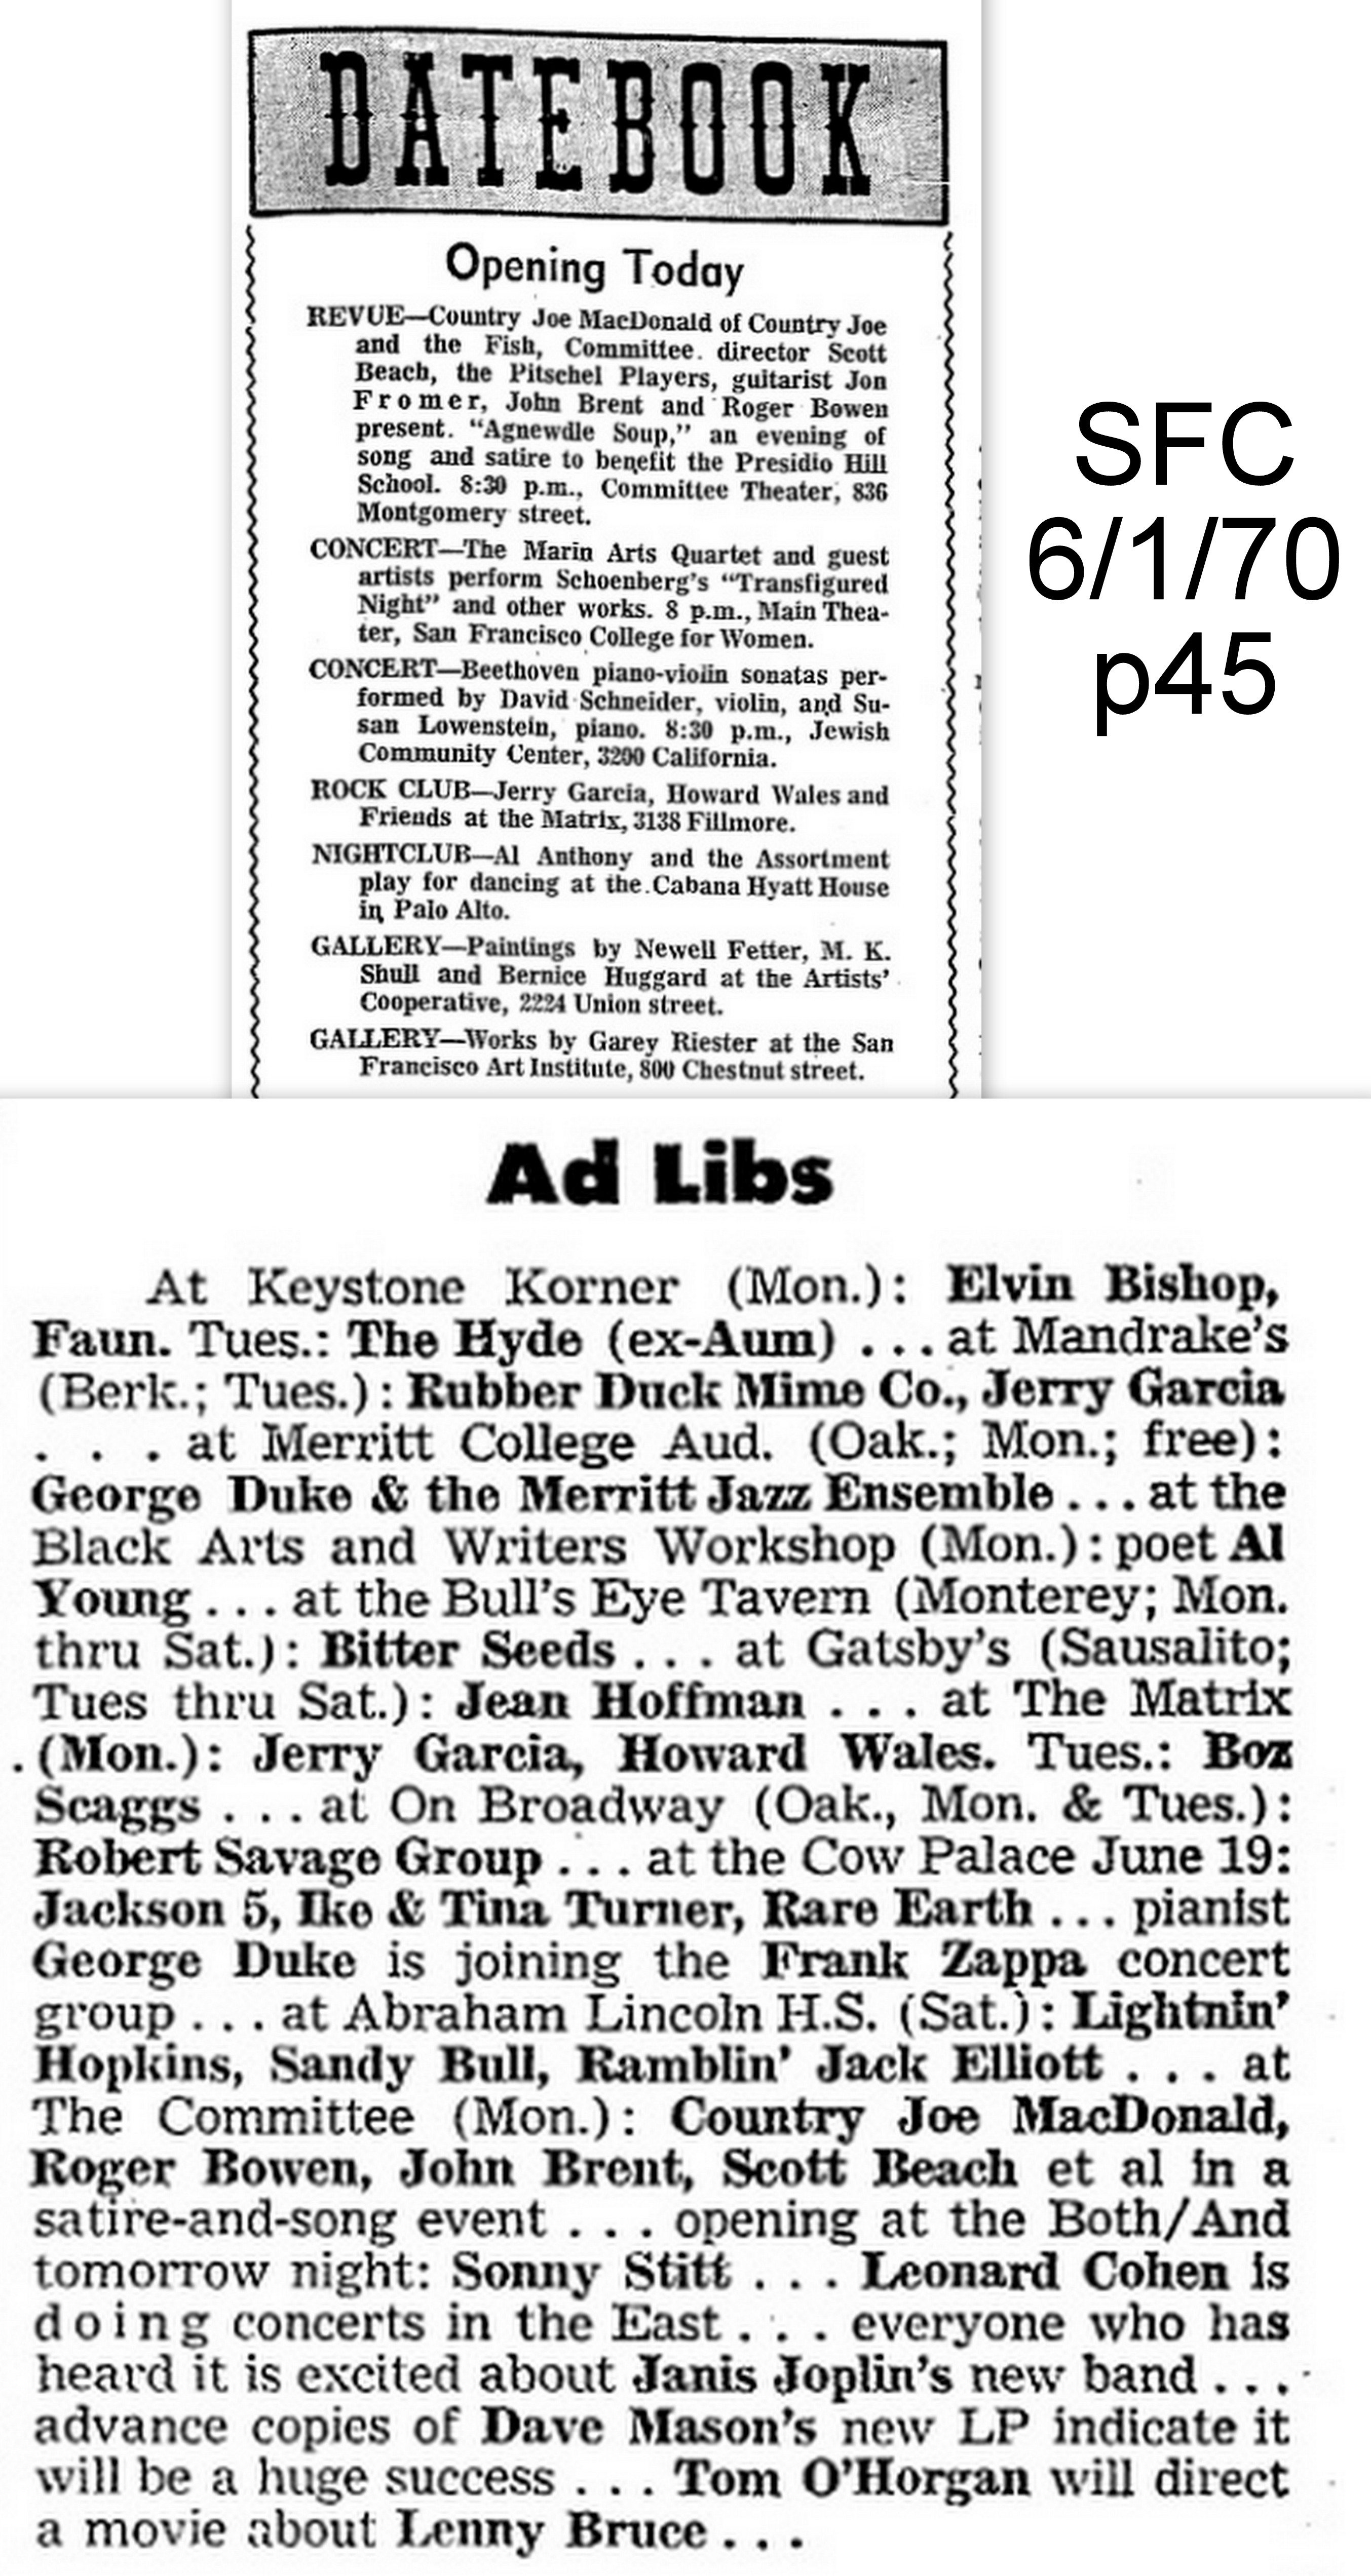 DATEBOOK
Opening Today
REVUE—Country Joe MacDonald of Country Joe
and the Fish, Committee. director Scott
Beach, the Pitschel Players, guitarist Jon
Fromer, John Brent and Roger Bowen
present. “Agnewdle Soup,” an evening of
song and satire to benefit the Presidio Hill
School. 8:30 p.m., Committee Theater, 836
Montgomery street.
CONCERT—The Marin Arts Quartet and guest
artists perform Schoenberg’s “Transfigured
Night” and other works. 8 p.m., Main Thea-
ter, San Francisco College for Women.
CONCERT—Beethoven piano-violin sonatas per-
formed by David Schneider, violin, and Su-
san Lowenstein, piano. 8:30 p.m., Jewish
Community Center, 3200 California.
ROCK CLUB—Jerry Garcia, Howard Wales and
Friends at the Matrix, 3138 Fillmore.
NIGHTCLUB—Al Anthony and the Assortment
play for dancing at the Cabana Hyatt House
in Palo Alto.
GALLERY—Paintings by Newell Fetter, M. K.
Shull and Bernice Huggard at the Artists’
Cooperative, 2224 Union street.
GALLERY—Works by Garey Riester at the San
Francisco Art Institute, 800 Chestnut street.
SFC
6/1/70
p45
Ad Libs
At Keystone Korner (Mon.): Elvin Bishop,
Faun. Tues.: The Hyde (ex-Aum) ... at Mandrake’s
(Berk.; Tues.): Rubber Duck Mime Co., Jerry Garcia
. . . at Merritt College Aud. (Oak.; Mon.; free):
George Duke & the Merritt Jazz Ensemble ... at the
Black Arts and Writers Workshop (Mon.): poet Al
Young ... at the Bull’s Eye Tavern (Monterey; Mon.
thru Sat.): Bitter Seeds ... at Gatsby’s (Sausalito;
Tues thru Sat.): Jean Hoffman ... at The Matrix
(Mon.): Jerry Garcia, Howard Wales. Tues.: Boz
Scaggs ... at On Broadway (Oak., Mon. & Tues.):
Robert Savage Group ... at the Cow Palace June 19:
Jackson 5, Ike & Tina Turner, Rare Earth ... pianist
George Duke is joining the Frank Zappa concert
group ... at Abraham Lincoln H.S. (Sat.): Lightnin’
Hopkins, Sandy Bull, Ramblin’ Jack Elliott ... at
The Committee (Mon.): Country Joe MacDonald,
Roger Bowen, John Brent, Scott Beach et al in a
satire-and-song event ... opening at the Both/And
tomorrow night: Sonny Stitt ... Leonard Cohen is
doing concerts in the East ... everyone who has
heard it is excited about Janis Joplin’s new band ...
advance copies of Dave Mason’s new LP indicate it
will be a huge success ... Tom O’Horgan will direct
a movie about Lenny Bruce ...